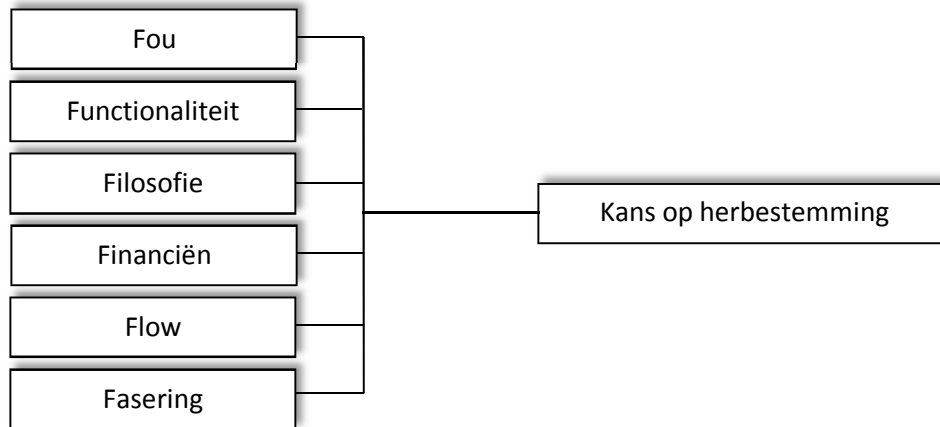 Fou
Functionaliteit
Filosofie
Financiën
Flow
Fasering
Kans op herbestemming